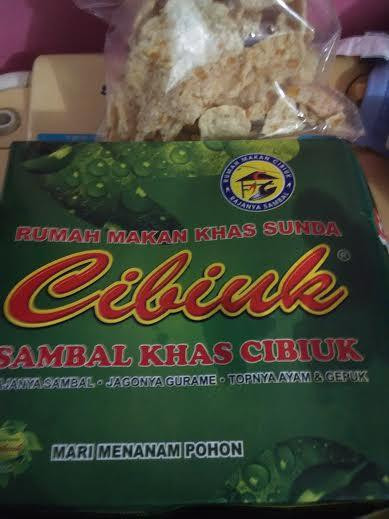 RUMAH MAKAN CIBIUK
RAJANYA SAMBAL
RUMAH MAKAN KHAS SUNDA
Cibiuk ®
SAMBAL KHAS CIBIUK
JANYA SAMBAL • JAGONYA GURAME • TOPNYA AYAM & GEPUK
MARI MENANAM POHON